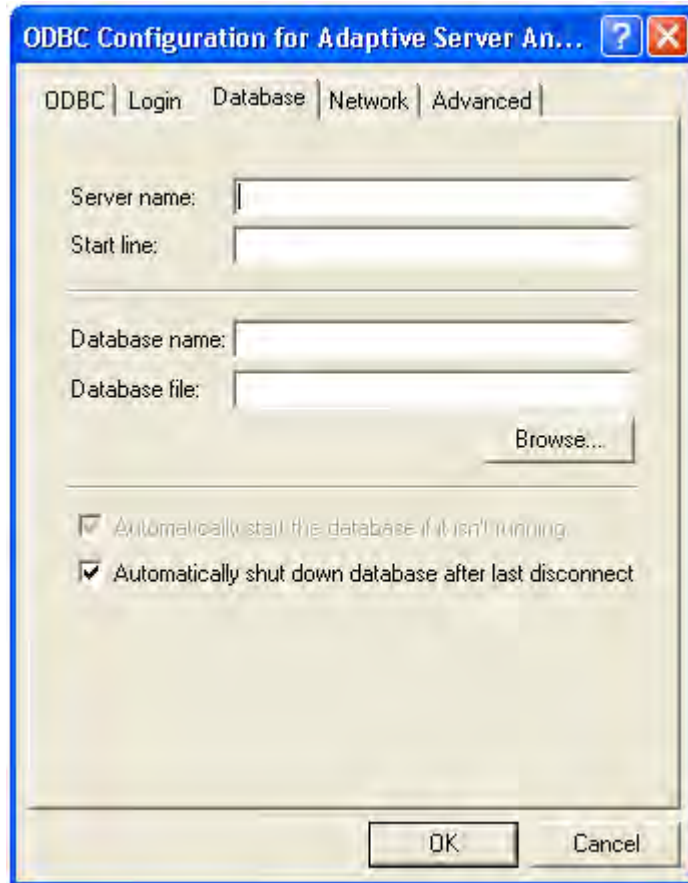 ODBC Configuration for Adaptive Server An...
ODBC Login Database Network Advanced
Server name:
Start line:
Database name:
Database file:
Browse....
Automatically start the database if it isn't running
Automatically shut down database after last disconnect
OK Cancel